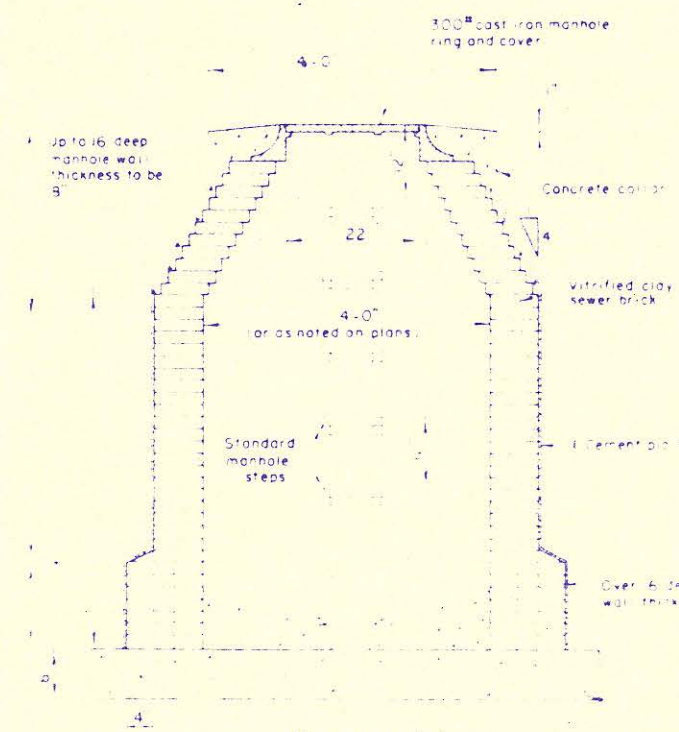 300# cast iron manhole
ring and cover
4-0
1"
Up to 16 deep
manhole wall
thickness to be
8"
Concrete collar
22
4
Vitrified clay
sewer brick
4-0"
(or as noted on plans)
Standard
manhole
steps
Cement
Over
wall
4